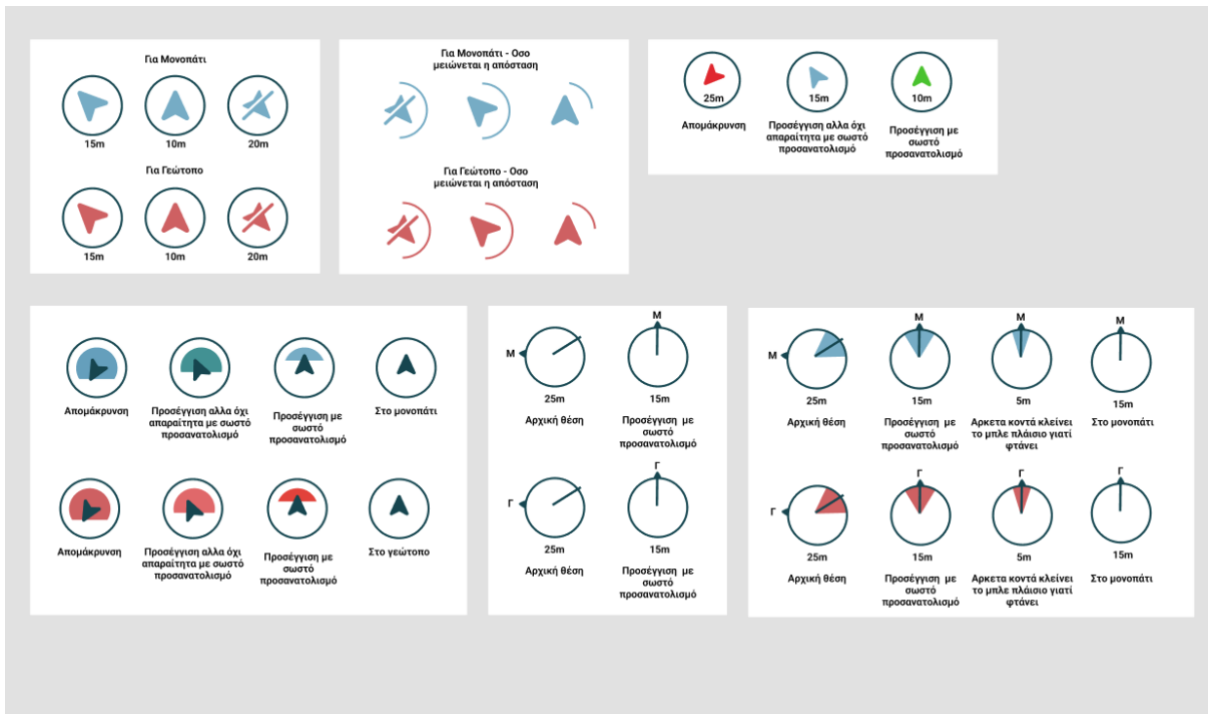 Για Μονοπάτι
15m 10m 20m
Για Γεώτοπο
15m 10m 20m
Για Μονοπάτι - Οσο
μειώνεται η απόσταση
Για Γεώτοπο - Οσο
μειώνεται η απόσταση
25m
Απομάκρυνση
15m
Προσέγγιση αλλα όχι
απαραίτητα με σωστό
προσανατολισμό
10m
Προσέγγιση με
σωστό
προσανατολισμό
Απομάκρυνση
Προσέγγιση αλλα όχι
απαραίτητα με σωστό
προσανατολισμό
Προσέγγιση με
σωστό
προσανατολισμό
Στο μονοπάτι
Απομάκρυνση
Προσέγγιση αλλα όχι
απαραίτητα με σωστό
προσανατολισμό
Προσέγγιση με
σωστό
προσανατολισμό
Στο γεώτοπο
Μ
25m
Αρχική θέση
Μ
15m
Προσέγγιση με
σωστό
προσανατολισμό
Γ
25m
Αρχική θέση
Γ
15m
Προσέγγιση με
σωστό
προσανατολισμό
Μ
25m
Αρχική θέση
Μ
15m
Προσέγγιση με
σωστό
προσανατολισμό
Μ
5m
Αρκετα κοντά κλείνει
το μπλε πλάισιο γιατί
φτάνει
Μ
15m
Στο μονοπάτι
Γ
25m
Αρχική θέση
Γ
15m
Προσέγγιση με
σωστό
προσανατολισμό
Γ
5m
Αρκετα κοντά κλείνει
το μπλε πλάισιο γιατί
φτάνει
Γ
15m
Στο μονοπάτι